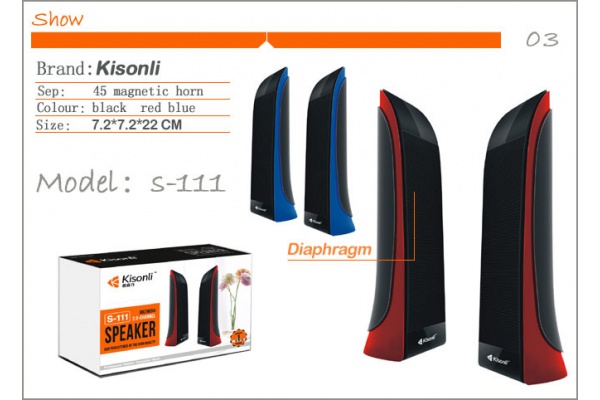 Show
03
Brand: Kisonli
Sep: 45 magnetic horn
Colour: black red blue
Size: 7.2*7.2*22 CM
Model: S-111
Diaphragm
Kisonli
S-111
SPEAKER
Kisonli
Kisonli